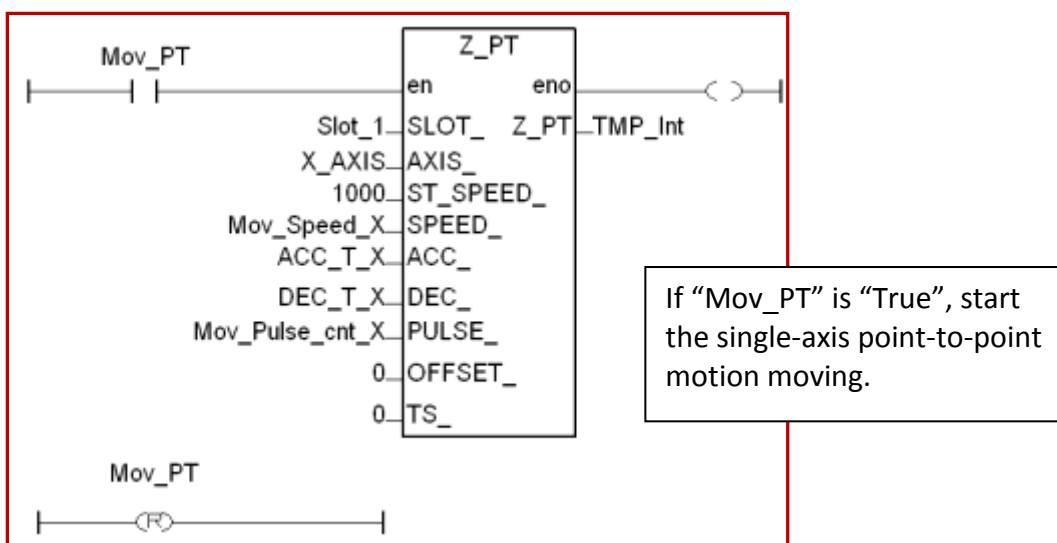 Mov_PT
Z_PT
en eno
Slot_1 SLOT_ Z_PT TMP_Int
X_AXIS AXIS_
1000 ST_SPEED_
Mov_Speed_X SPEED_
ACC_T_X ACC_
DEC_T_X DEC_
Mov_Pulse_cnt_X PULSE_
0 OFFSET_
0 TS_
If “Mov_PT” is “True”, start
the single-axis point-to-point
motion moving.
Mov_PT
R